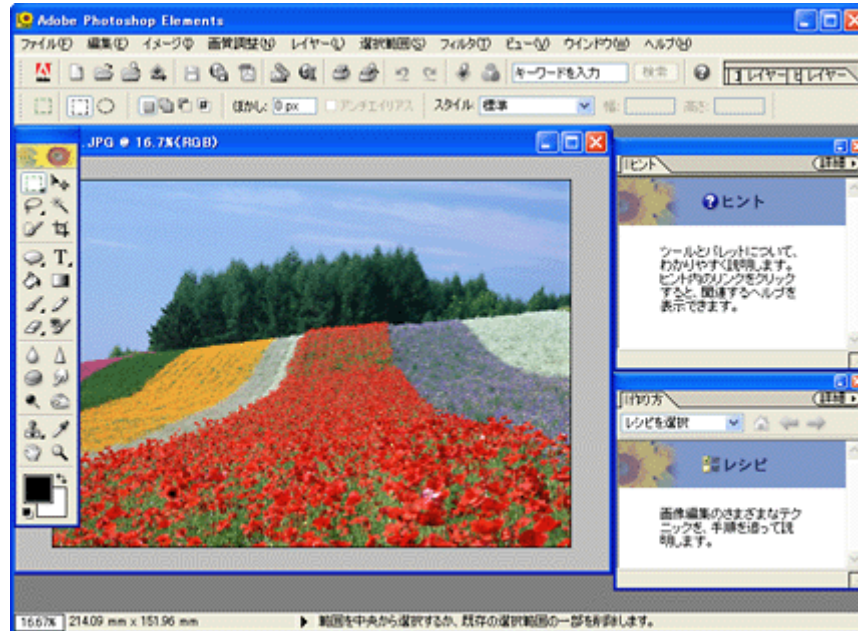 Adobe Photoshop Elements
ファイル(F) 編集(E) イメージ(I) 画質調整(N) レイヤー(L) 選択範囲(S) フィルタ(T) ビュー(V) ウインドウ(W) ヘルプ(H)
キーワードを入力 検索 レイヤー レイヤー
ぼかし: 0 px アンチエイリアス スタイル: 標準 幅: 高さ:
.JPG @ 16.7%(RGB)
ヒント 詳細
ヒント
ツールとパレットについて、
わかりやすく説明します。
ヒント内のリンクをクリック
すると、関連するヘルプを
表示できます。
作り方 詳細
レシピを選択
レシピ
画像編集のさまざまなテク
ニックを、手順を追って説
明します。
16.67% 214.09 mm x 151.96 mm 範囲を中央から選択するか、既存の選択範囲の一部を削除します。